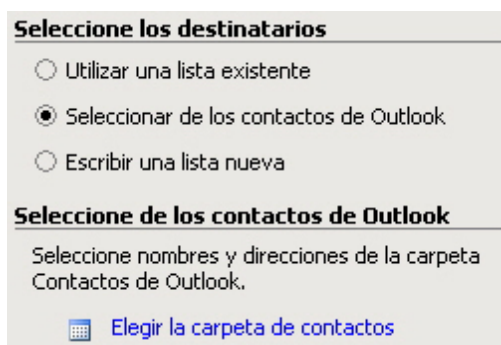 Seleccione los destinatarios
Utilizar una lista existente
Seleccionar de los contactos de Outlook
Escribir una lista nueva
Seleccione de los contactos de Outlook
Seleccione nombres y direcciones de la carpeta
Contactos de Outlook.
Elegir la carpeta de contactos